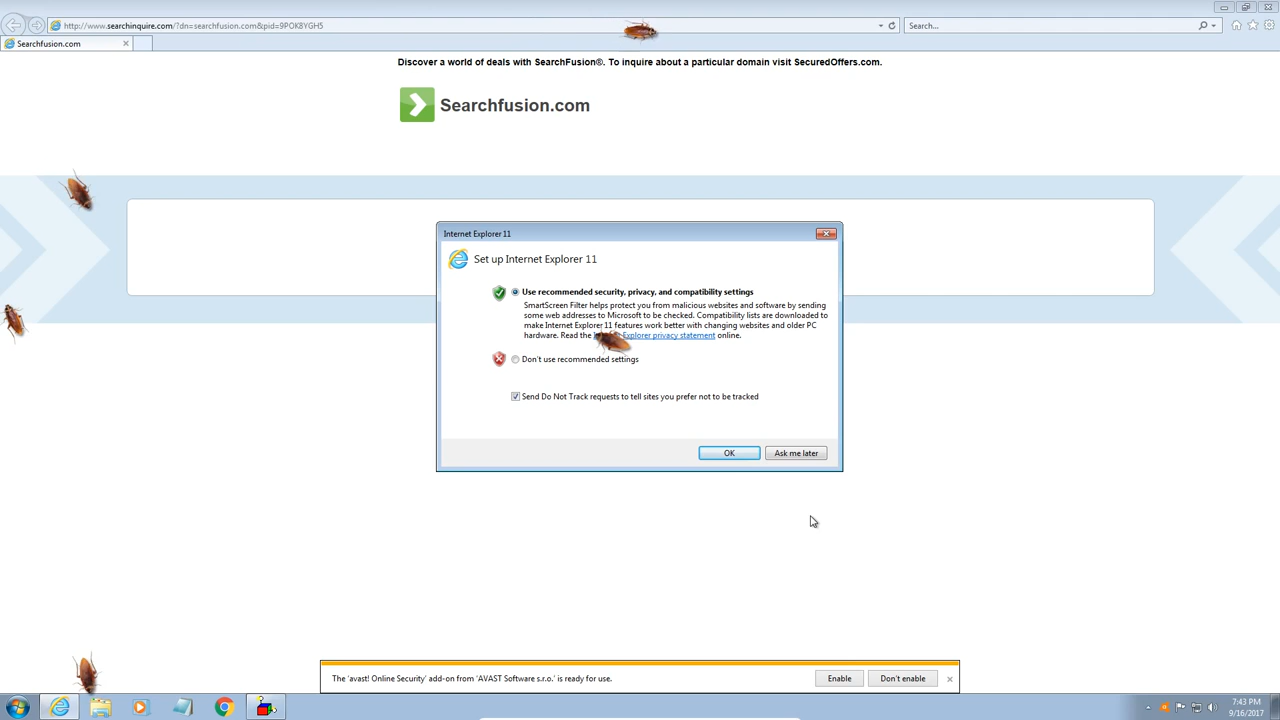 http://www.searchinquire.com/?dn=searchfusion.com&pid=9POK8YGH5
Search...
Searchfusion.com
Discover a world of deals with SearchFusion®. To inquire about a particular domain visit SecuredOffers.com.
Searchfusion.com
Internet Explorer 11
Set up Internet Explorer 11
Use recommended security, privacy, and compatibility settings
SmartScreen Filter helps protect you from malicious websites and software by sending
some web addresses to Microsoft to be checked. Compatibility lists are downloaded to
make Internet Explorer 11 features work better with changing websites and older PC
hardware. Read the Explorer privacy statement online.
Don't use recommended settings
Send Do Not Track requests to tell sites you prefer not to be tracked
OK
Ask me later
The 'avast! Online Security' add-on from 'AVAST Software s.r.o.' is ready for use.
Enable
Don't enable
7:43 PM
9/16/2017